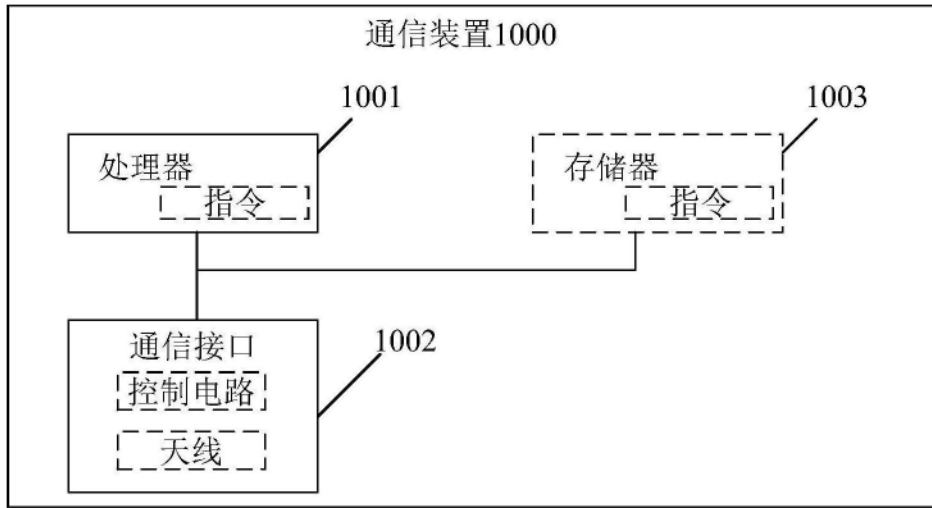 通信装置1000
1001
1003
处理器
指令
存储器
指令
通信接口
1002
控制电路
天线